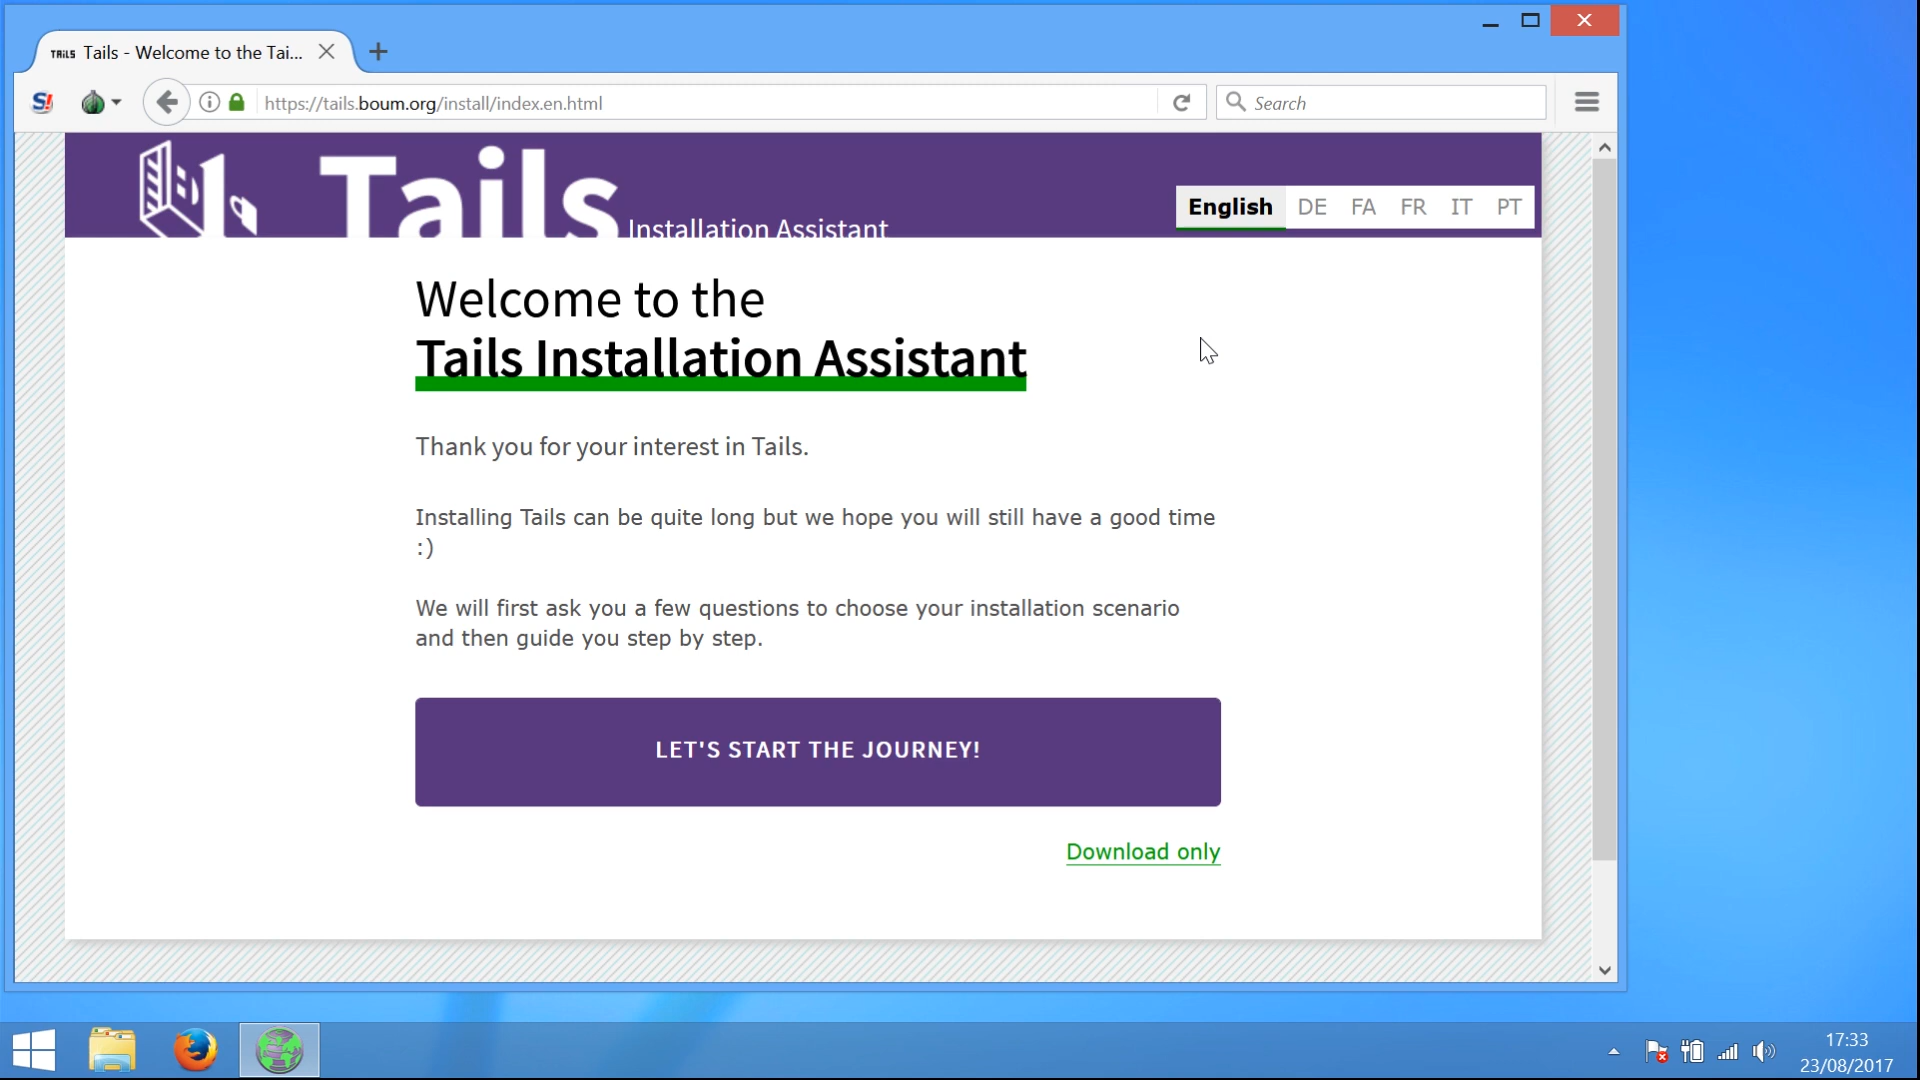 TAILS Tails - Welcome to the Tai...
S!
https://tails.boum.org/install/index.en.html
Search
Tails Installation Assistant
English DE FA FR IT PT
Welcome to the
Tails Installation Assistant
Thank you for your interest in Tails.
Installing Tails can be quite long but we hope you will still have a good time
:)
We will first ask you a few questions to choose your installation scenario
and then guide you step by step.
LET'S START THE JOURNEY!
Download only
17:33
23/08/2017